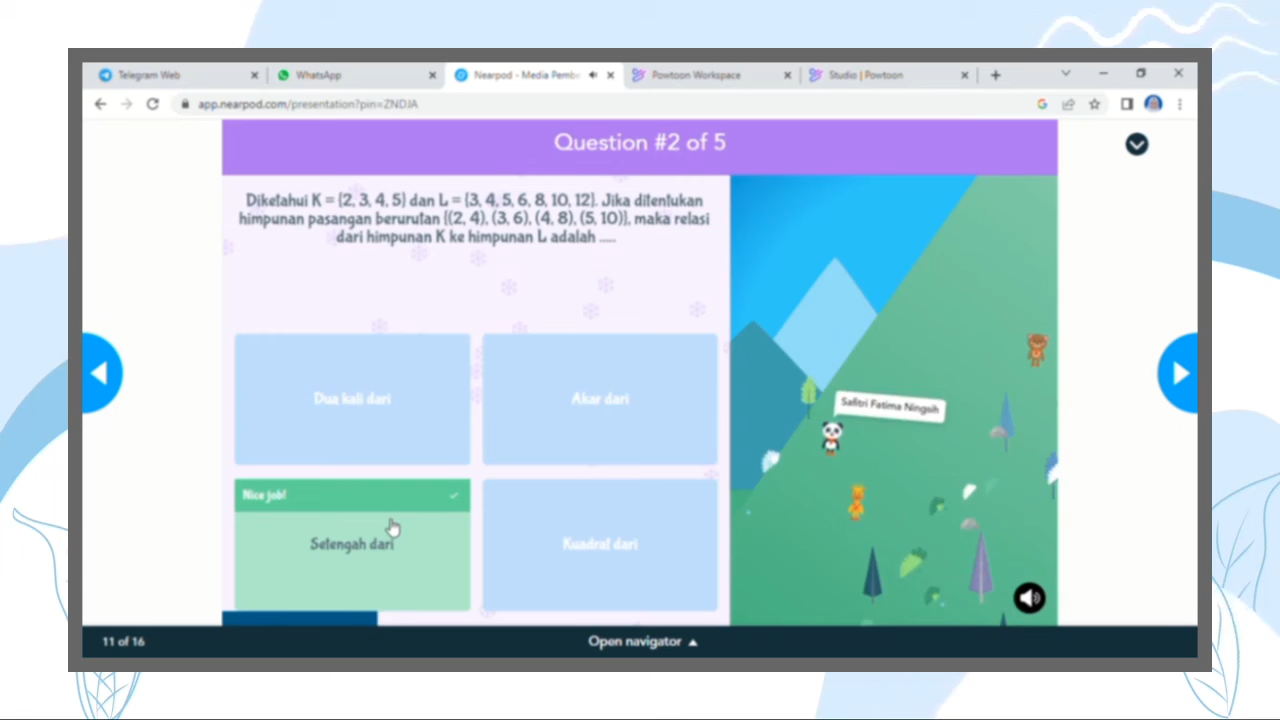 Telegram Web
WhatsApp
Nearpod - Media Pembe
Powtoon Workspace
Studio | Powtoon
app.nearpod.com/presentation?pin=ZNDJA
Question #2 of 5
Diketahui K = {2, 3, 4, 5} dan L = {3, 4, 5, 6, 8, 10, 12}. Jika ditentukan
himpunan pasangan berurutan {(2, 4), (3, 6), (4, 8), (5, 10)}, maka relasi
dari himpunan K ke himpunan L adalah .....
Dua kali dari
Akar dari
Nice job!
Setengah dari
Kuadrat dari
Safitri Fatima Ningsih
11 of 16
Open navigator